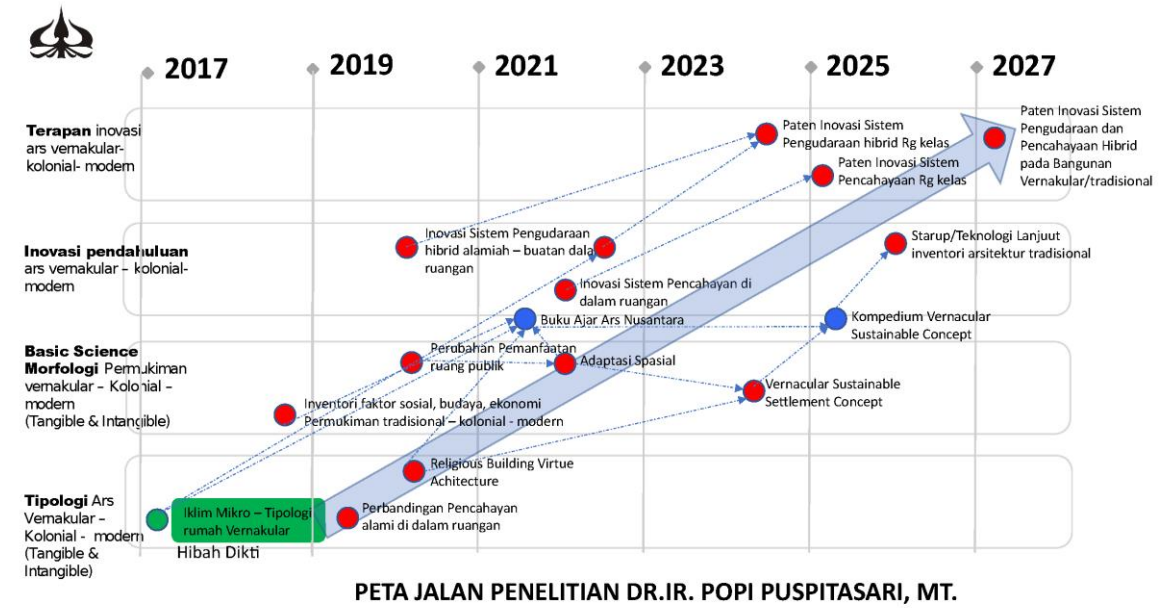 2017
2019
2021
2023
2025
2027
Terapan inovasi
ars vernakular-
kolonial- modern
Paten Inovasi Sistem
Pengudaraan hibrid Rg kelas
Paten Inovasi Sistem
Pencahayaan Rg kelas
Paten Inovasi Sistem
Pengudaraan dan
Pencahayaan Hibrid
pada Bangunan
Vernakular/tradisional
Inovasi pendahuluan
ars vernakular – kolonial-
modern
Inovasi Sistem Pengudaraan
hibrid alamiah – buatan dala
ruangan
Inovasi Sistem Pencahayan di
dalam ruangan
Starup/Teknologi Lanjuut
inventori arsitektur tradisional
Buku Ajar Ars Nusantara
Kompedium Vernacular
Sustainable Concept
Basic Science
Morfologi Permukiman
vernakular – Kolonial –
modern
(Tangible & Intangible)
Perubahan Pemanfaatan
ruang publik
Adaptasi Spasial
Inventori faktor sosial, budaya, ekonomi
Permukiman tradisional – kolonial - modern
Vernacular Sustainable
Settlement Concept
Tipologi Ars
Vernakular –
Kolonial - modern
(Tangible &
Intangible)
Religious Building Virtue
Achitecture
Iklim Mikro – Tipologi
rumah Vernakular
Hibah Dikti
Perbandingan Pencahayan
alami di dalam ruangan
PETA JALAN PENELITIAN DR.IR. POPI PUSPITASARI, MT.